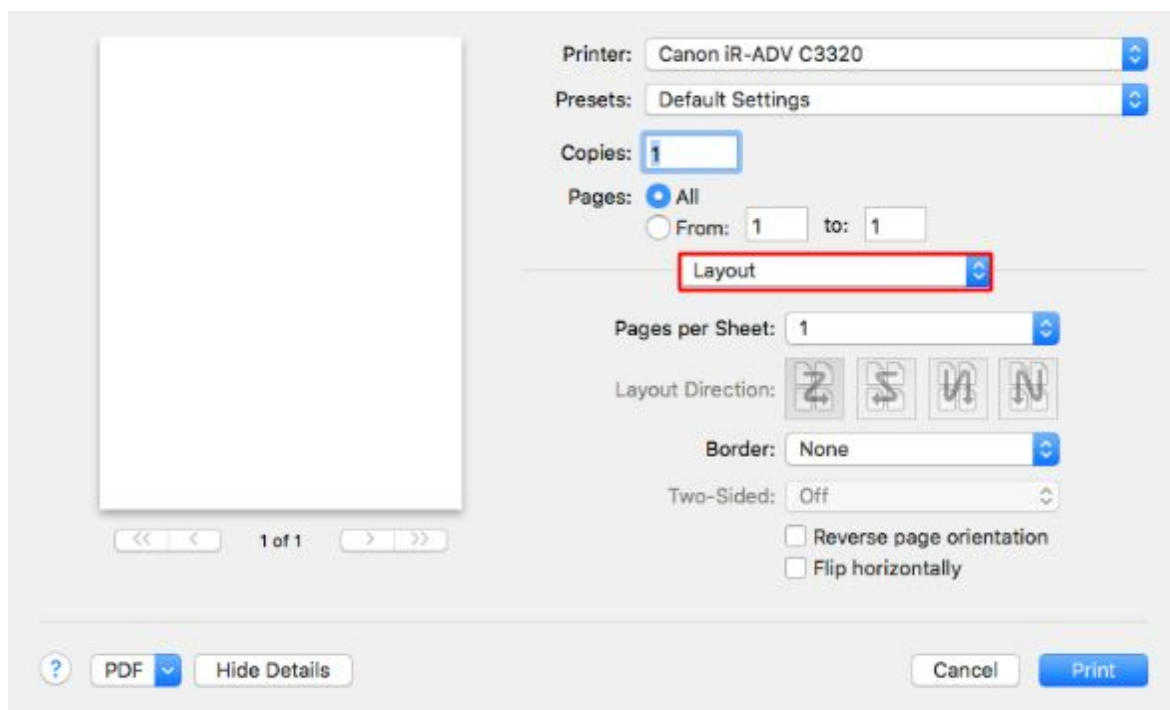 Printer: Canon iR-ADV C3320
Presets: Default Settings
Copies: 1
Pages: All
From: 1 to: 1
Layout
Pages per Sheet: 1
Layout Direction:
Border: None
Two-Sided: Off
Reverse page orientation
Flip horizontally
1 of 1
? PDF Hide Details Cancel Print